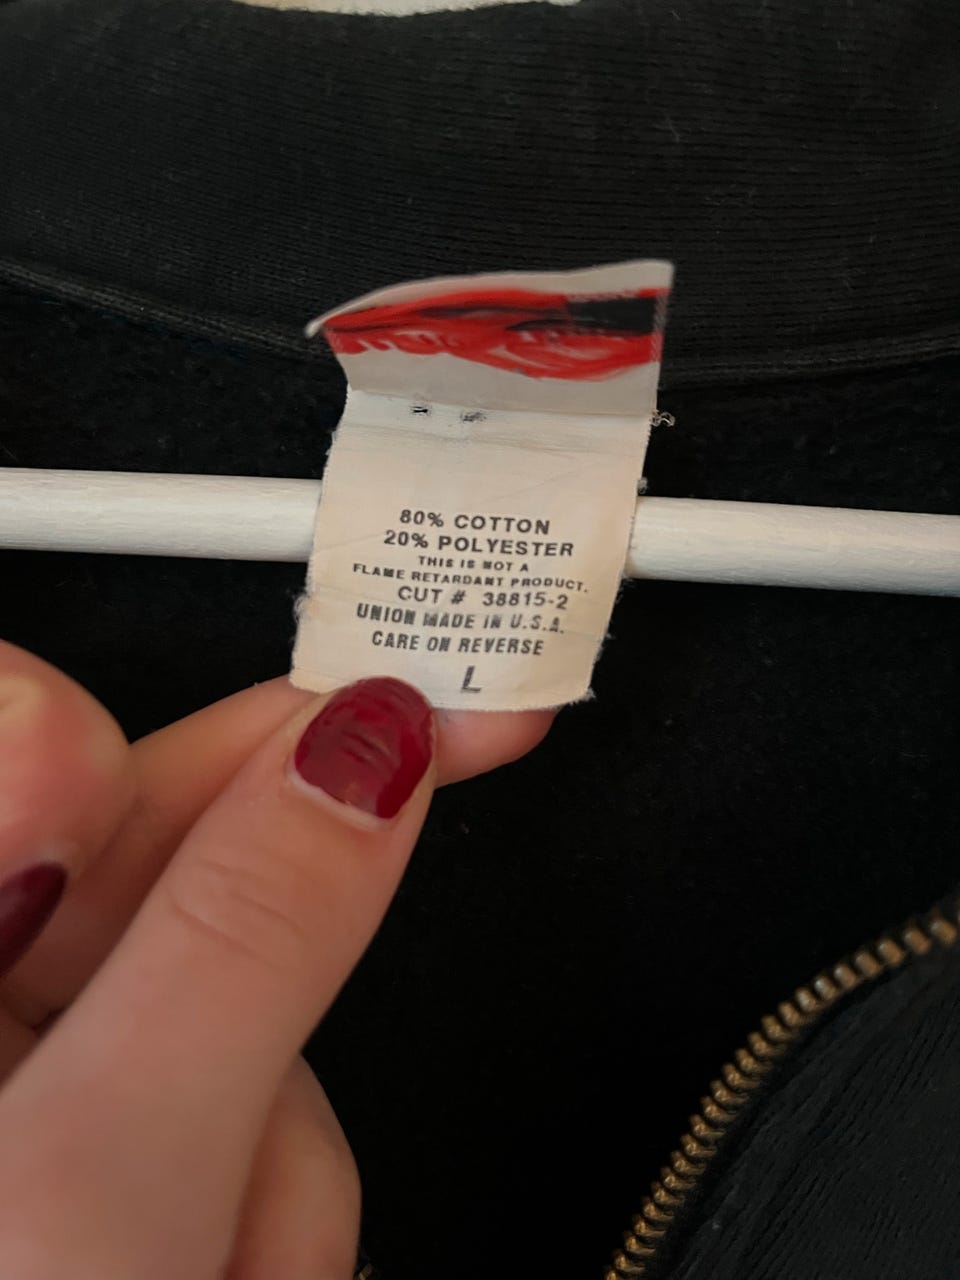 80% COTTON
20% POLYESTER
THIS IS NOT A
FLAME RETARDANT PRODUCT.
CUT # 38815-2
UNION MADE IN U.S.A.
CARE ON REVERSE
L